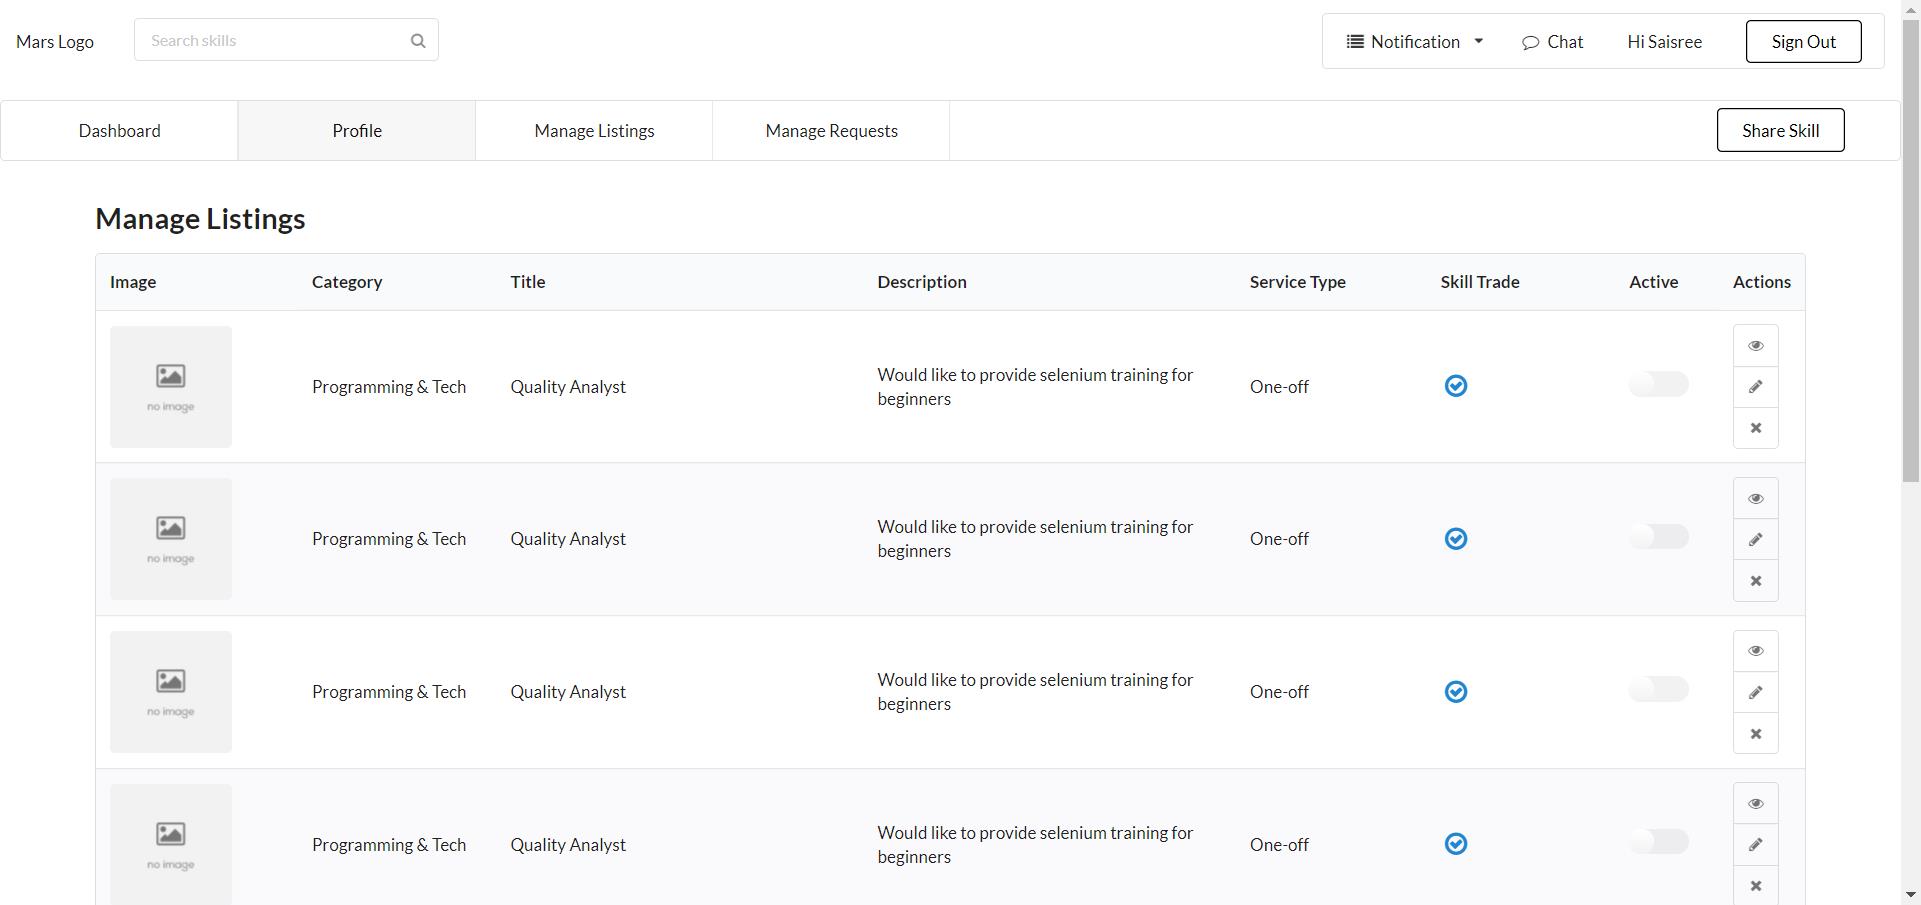 Mars Logo
Search skills
Notification
Chat
Hi Saisree
Sign Out
Dashboard
Profile
Manage Listings
Manage Requests
Share Skill
Manage Listings
Image Category Title Description Service Type Skill Trade Active Actions
no image
Programming & Tech
Quality Analyst
Would like to provide selenium training for
beginners
One-off
no image
Programming & Tech
Quality Analyst
Would like to provide selenium training for
beginners
One-off
no image
Programming & Tech
Quality Analyst
Would like to provide selenium training for
beginners
One-off
no image
Programming & Tech
Quality Analyst
Would like to provide selenium training for
beginners
One-off